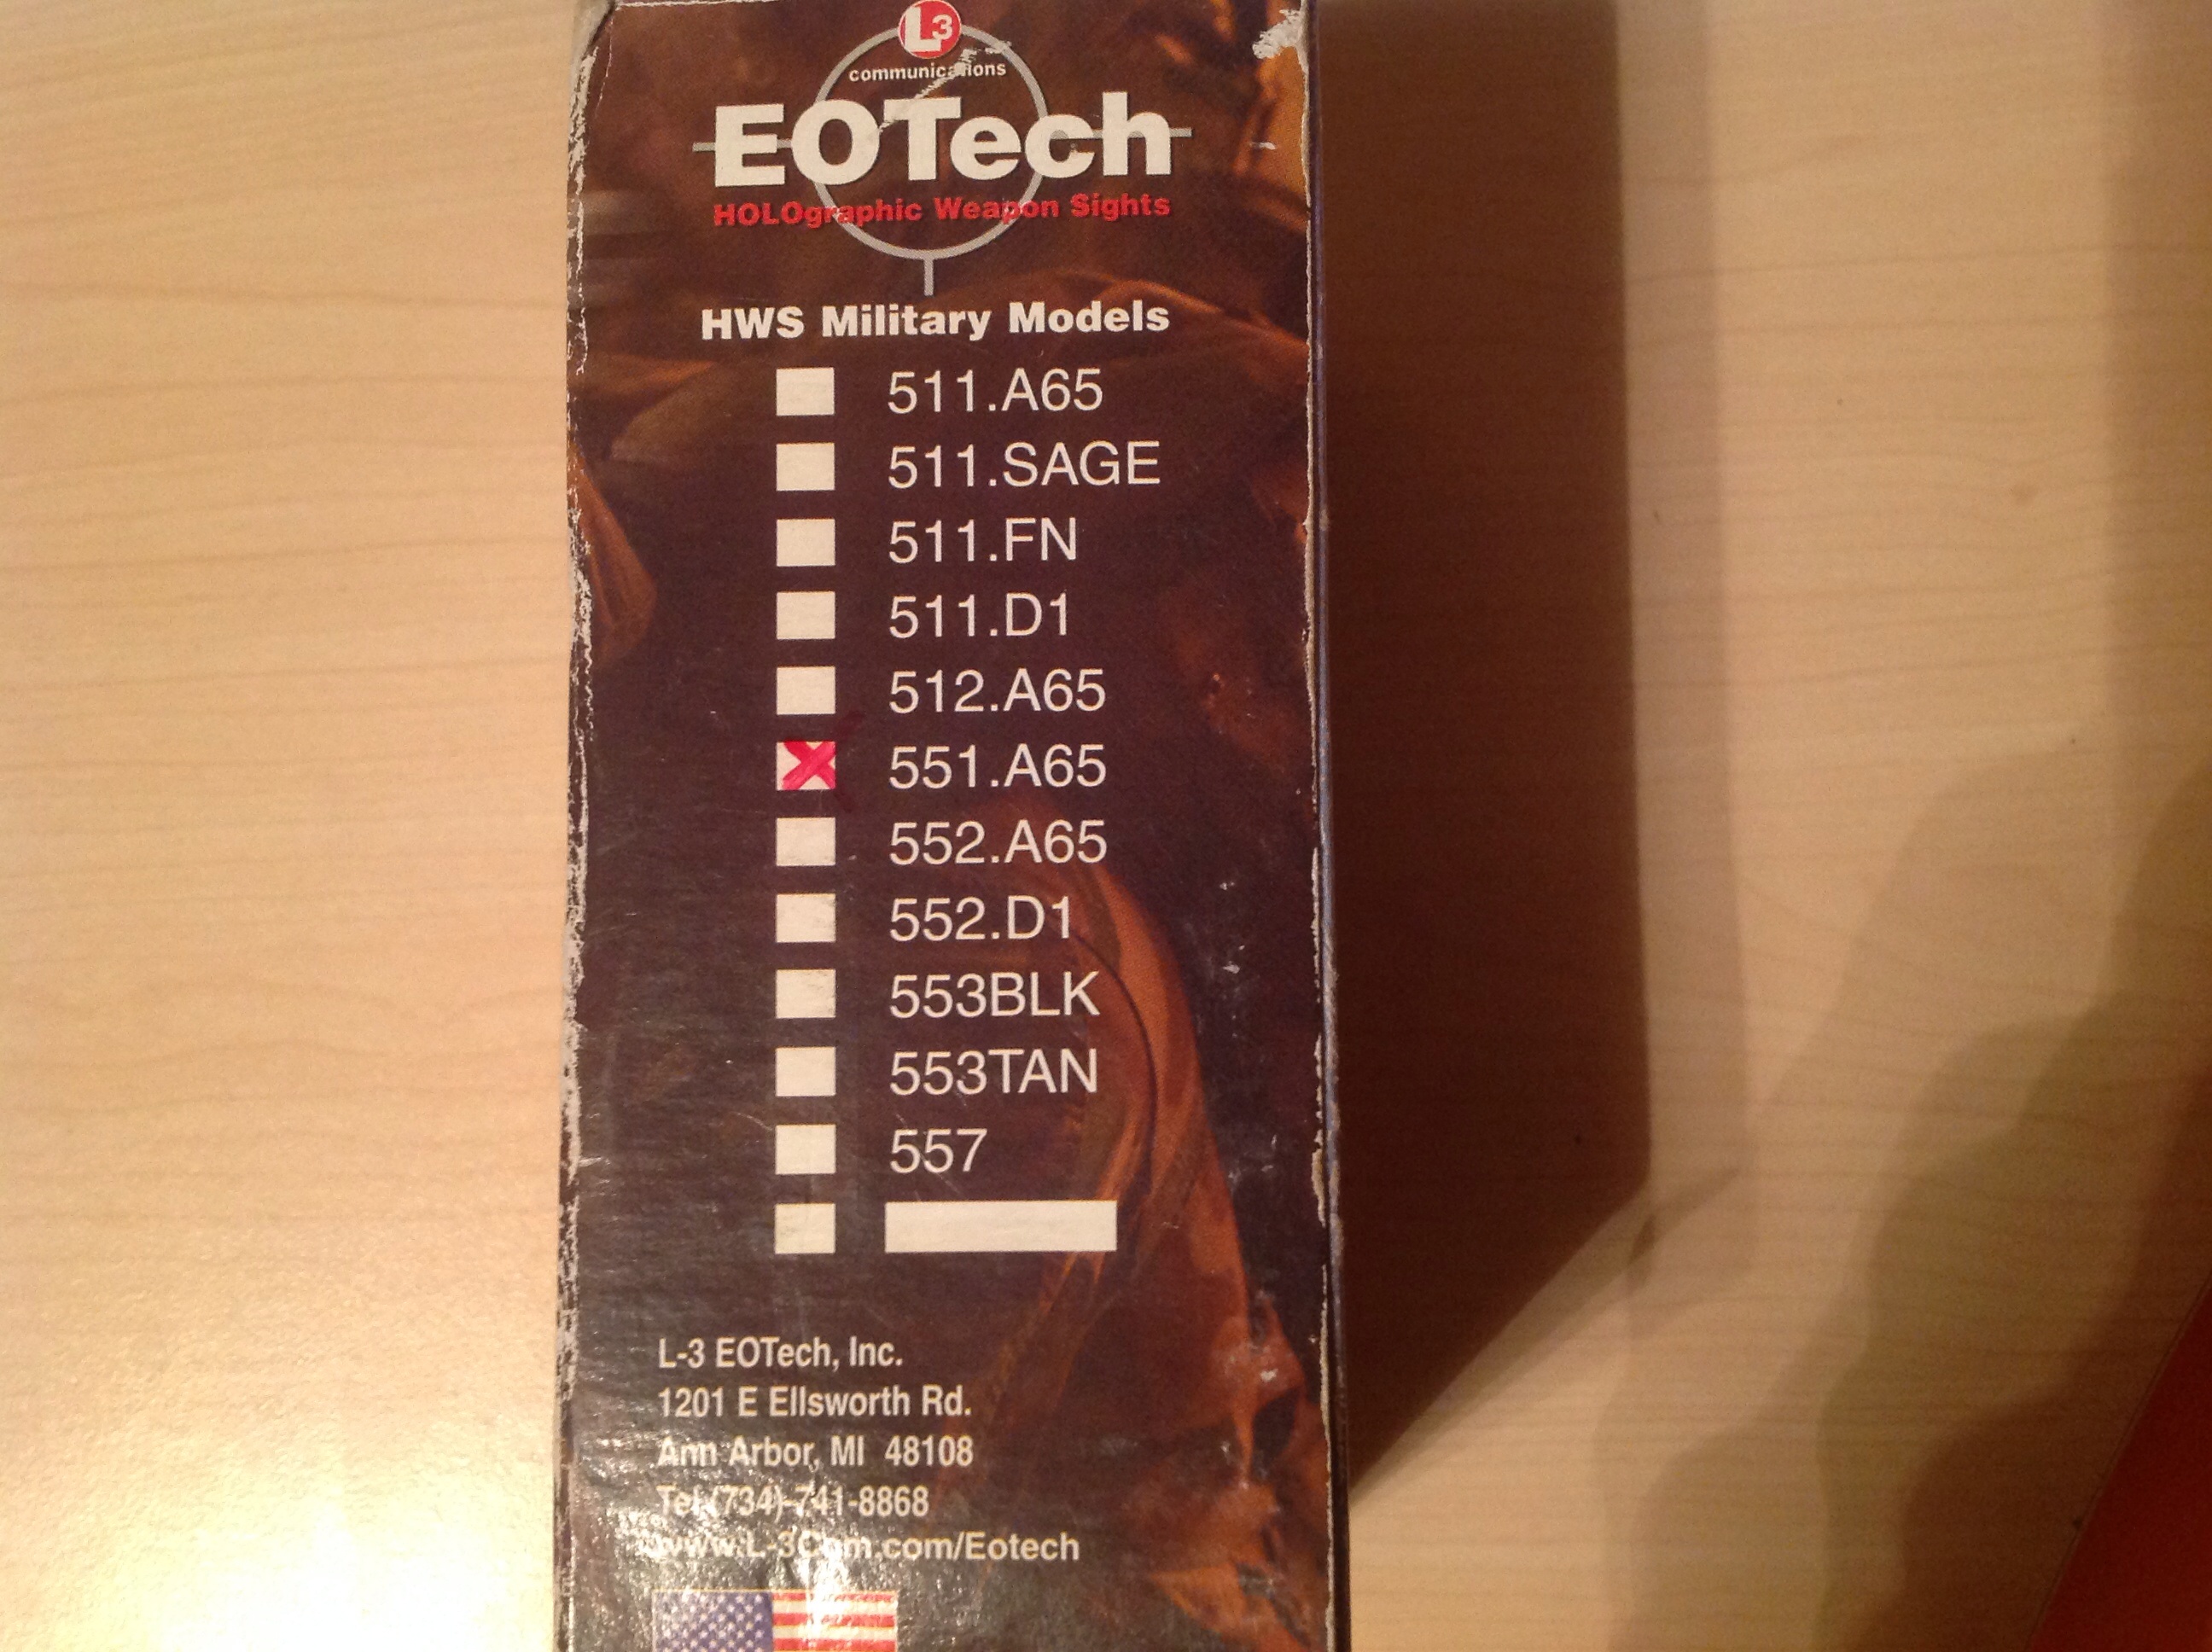 L3
communications
EOTech
HOLOgraphic Weapon Sights
HWS Military Models
511.A65
511.SAGE
511.FN
511.D1
512.A65
551.A65
552.A65
552.D1
553BLK
553TAN
557
L-3 EOTech, Inc.
1201 E Ellsworth Rd.
Ann Arbor, MI 48108
Tel (734)-741-8868
www.L-3Com.com/Eotech